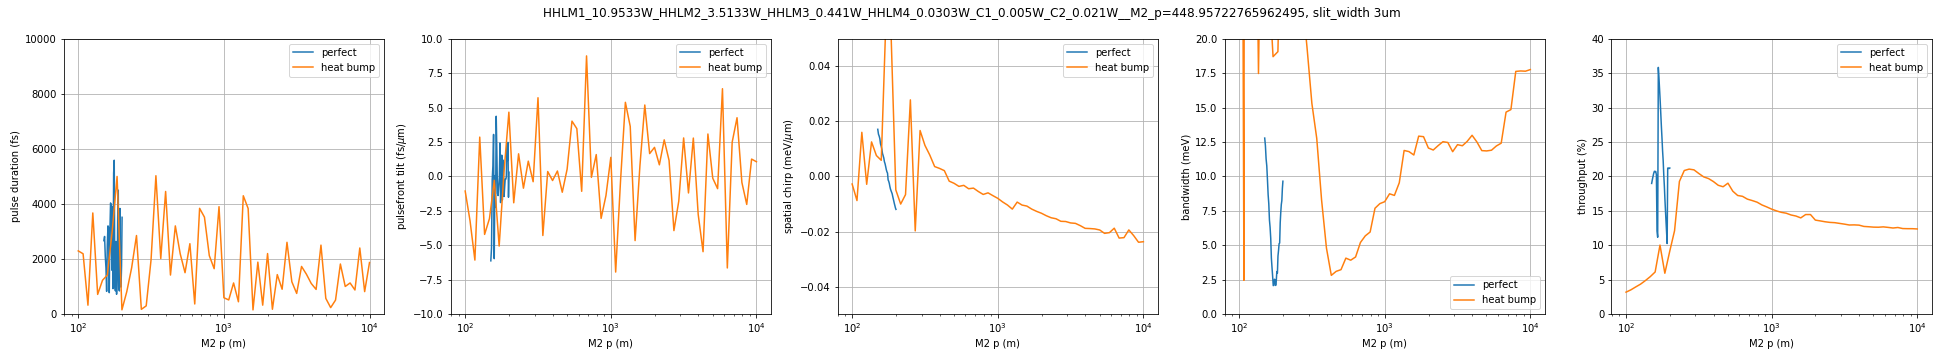 HHLM1_10.9533W_HHLM2_3.5133W_HHLM3_0.441W_HHLM4_0.0303W_C1_0.005W_C2_0.021W__M2_p=448.95722765962495, slit_width 3um
pulse duration (fs)
10000
8000
6000
4000
2000
0
10²
10³
10⁴
M2 p (m)
perfect
heat bump
pulsefront tilt (fs/μm)
10.0
7.5
5.0
2.5
0.0
−2.5
−5.0
−7.5
−10.0
10²
10³
10⁴
M2 p (m)
perfect
heat bump
spatial chirp (meV/μm)
0.04
0.02
0.00
−0.02
−0.04
10²
10³
10⁴
M2 p (m)
perfect
heat bump
bandwidth (meV)
20.0
17.5
15.0
12.5
10.0
7.5
5.0
2.5
0.0
10²
10³
10⁴
M2 p (m)
perfect
heat bump
throughput (%)
40
35
30
25
20
15
10
5
0
10²
10³
10⁴
M2 p (m)
perfect
heat bump